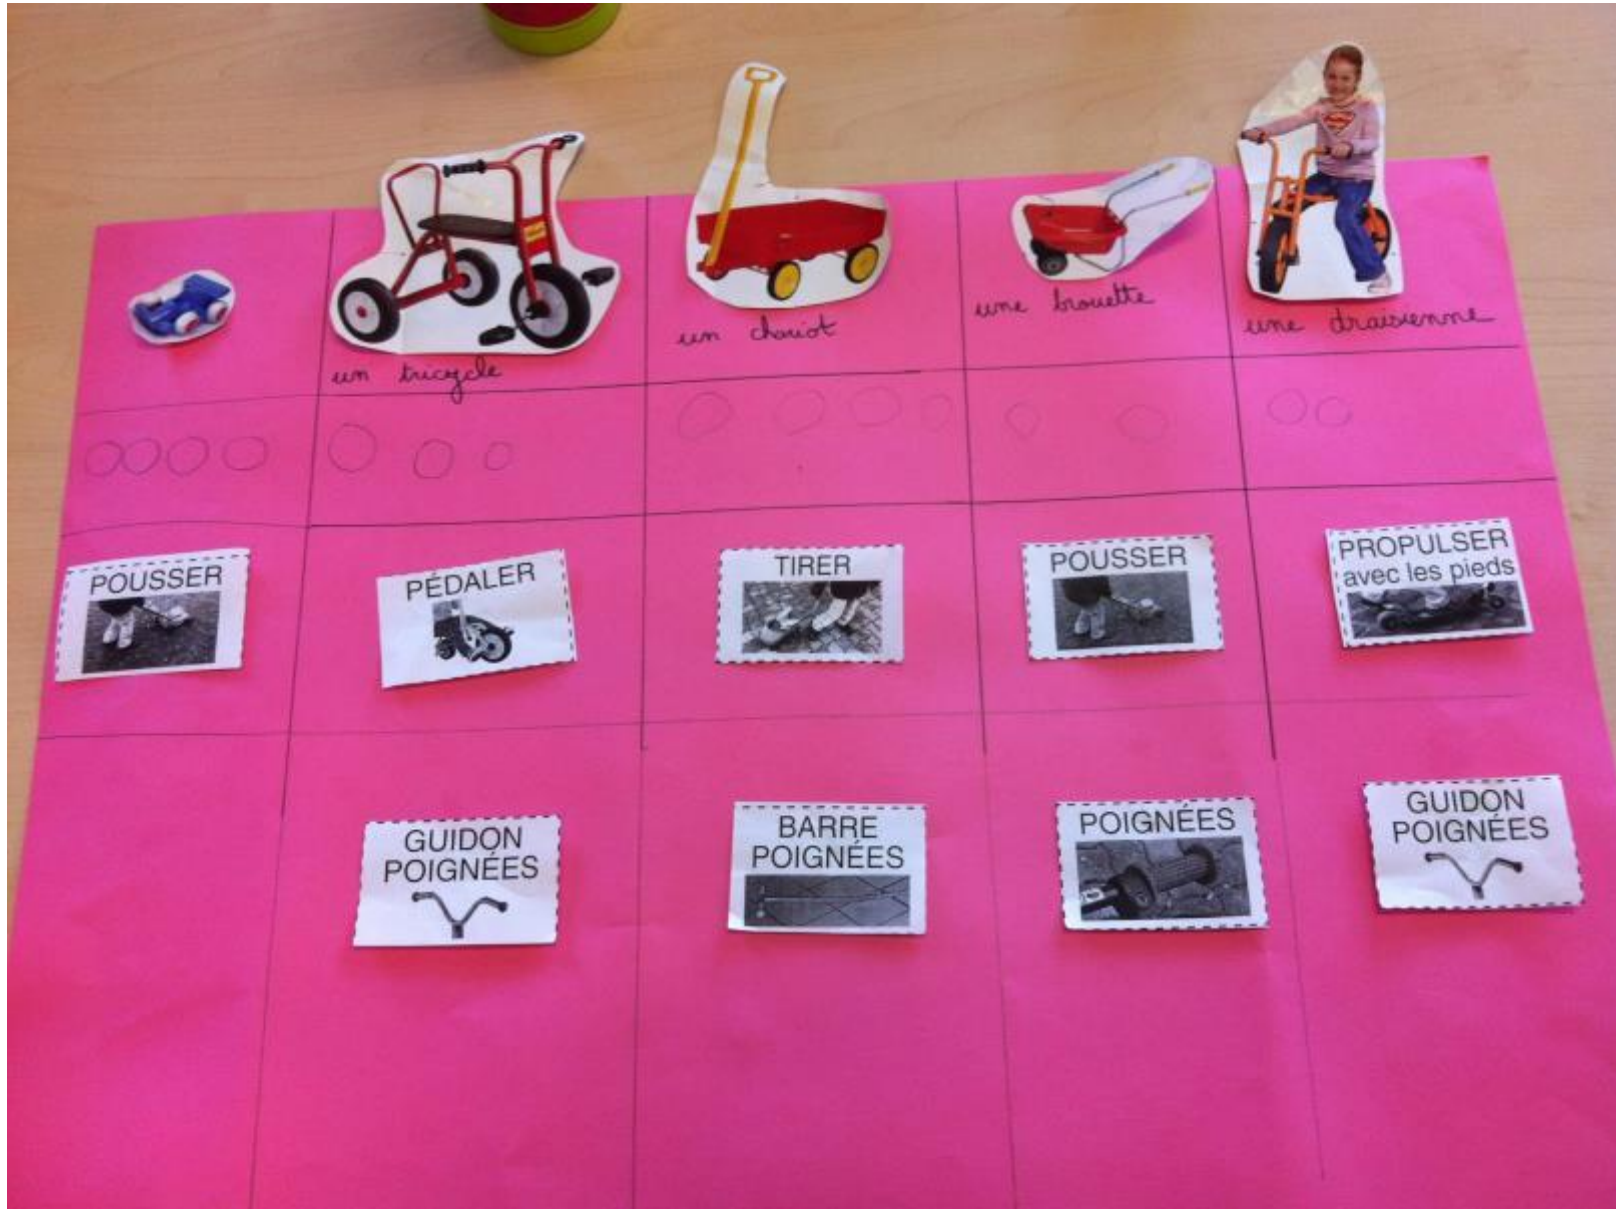 un tricycle
un chariot
une brouette
une draisienne
POUSSER
PÉDALER
TIRER
POUSSER
PROPULSER
avec les pieds
GUIDON
POIGNÉES
BARRE
POIGNÉES
POIGNÉES
GUIDON
POIGNÉES